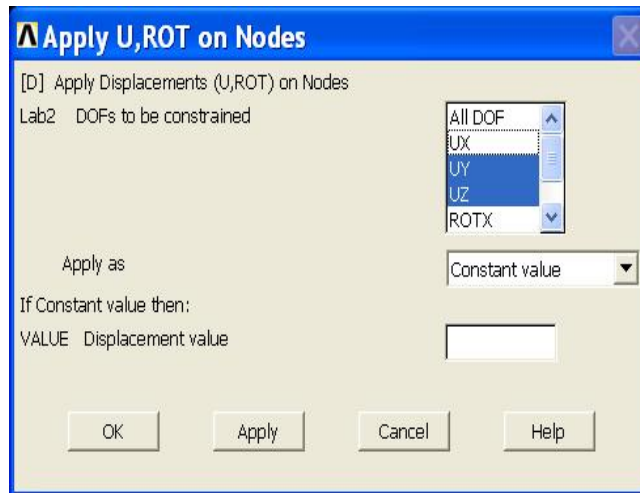 Apply U,ROT on Nodes
[D] Apply Displacements (U,ROT) on Nodes
Lab2 DOFs to be constrained
All DOF
UX
UY
UZ
ROTX
Apply as
Constant value
If Constant value then:
VALUE Displacement value
OK Apply Cancel Help